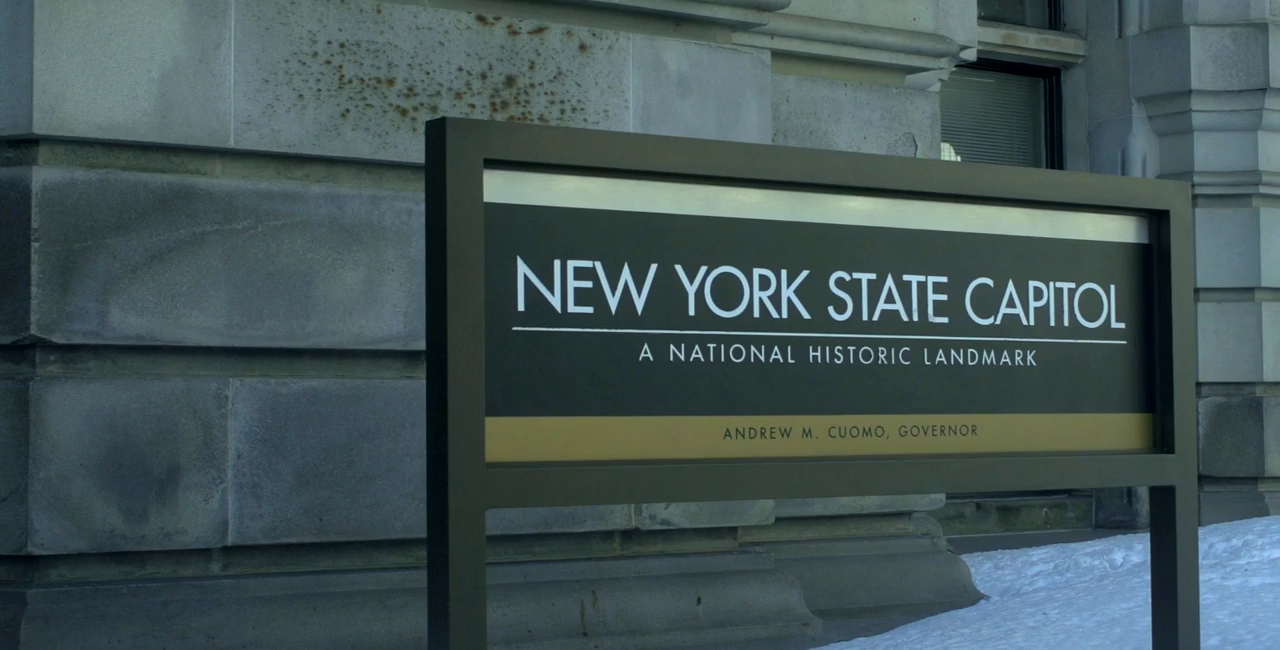 NEW YORK STATE CAPITOL
A NATIONAL HISTORIC LANDMARK
ANDREW M. CUOMO, GOVERNOR